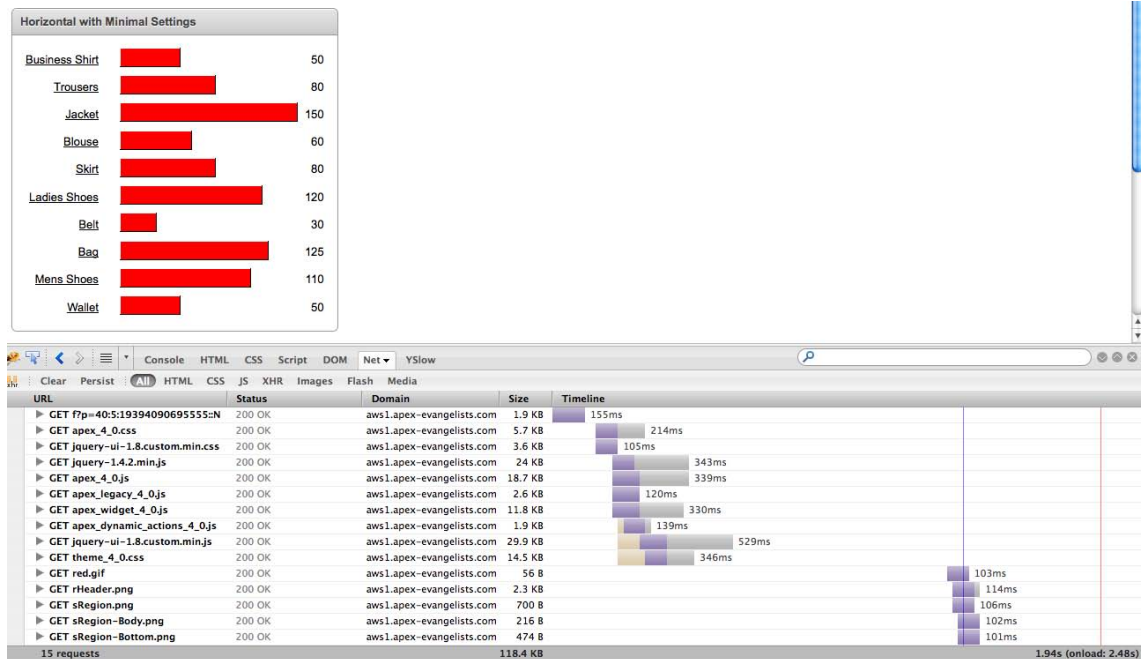 Horizontal with Minimal Settings
Business Shirt 50
Trousers 80
Jacket 150
Blouse 60
Skirt 80
Ladies Shoes 120
Belt 30
Bag 125
Mens Shoes 110
Wallet 50
Console HTML CSS Script DOM Net YSlow
Clear Persist All HTML CSS JS XHR Images Flash Media
URL Status Domain Size Timeline
GET f?p=40:5:19394090695555::N 200 OK aws1.apex-evangelists.com 1.9 KB 155ms
GET apex_4_0.css 200 OK aws1.apex-evangelists.com 5.7 KB 214ms
GET jquery-ui-1.8.custom.min.css 200 OK aws1.apex-evangelists.com 3.6 KB 105ms
GET jquery-1.4.2.min.js 200 OK aws1.apex-evangelists.com 24 KB 343ms
GET apex_4_0.js 200 OK aws1.apex-evangelists.com 18.7 KB 339ms
GET apex_legacy_4_0.js 200 OK aws1.apex-evangelists.com 2.6 KB 120ms
GET apex_widget_4_0.js 200 OK aws1.apex-evangelists.com 11.8 KB 330ms
GET apex_dynamic_actions_4_0.js 200 OK aws1.apex-evangelists.com 1.9 KB 139ms
GET jquery-ui-1.8.custom.min.js 200 OK aws1.apex-evangelists.com 29.9 KB 529ms
GET theme_4_0.css 200 OK aws1.apex-evangelists.com 14.5 KB 346ms
GET red.gif 200 OK aws1.apex-evangelists.com 56 B 103ms
GET rHeader.png 200 OK aws1.apex-evangelists.com 2.3 KB 114ms
GET sRegion.png 200 OK aws1.apex-evangelists.com 700 B 106ms
GET sRegion-Body.png 200 OK aws1.apex-evangelists.com 216 B 102ms
GET sRegion-Bottom.png 200 OK aws1.apex-evangelists.com 474 B 101ms
15 requests 118.4 KB 1.94s (onload: 2.48s)